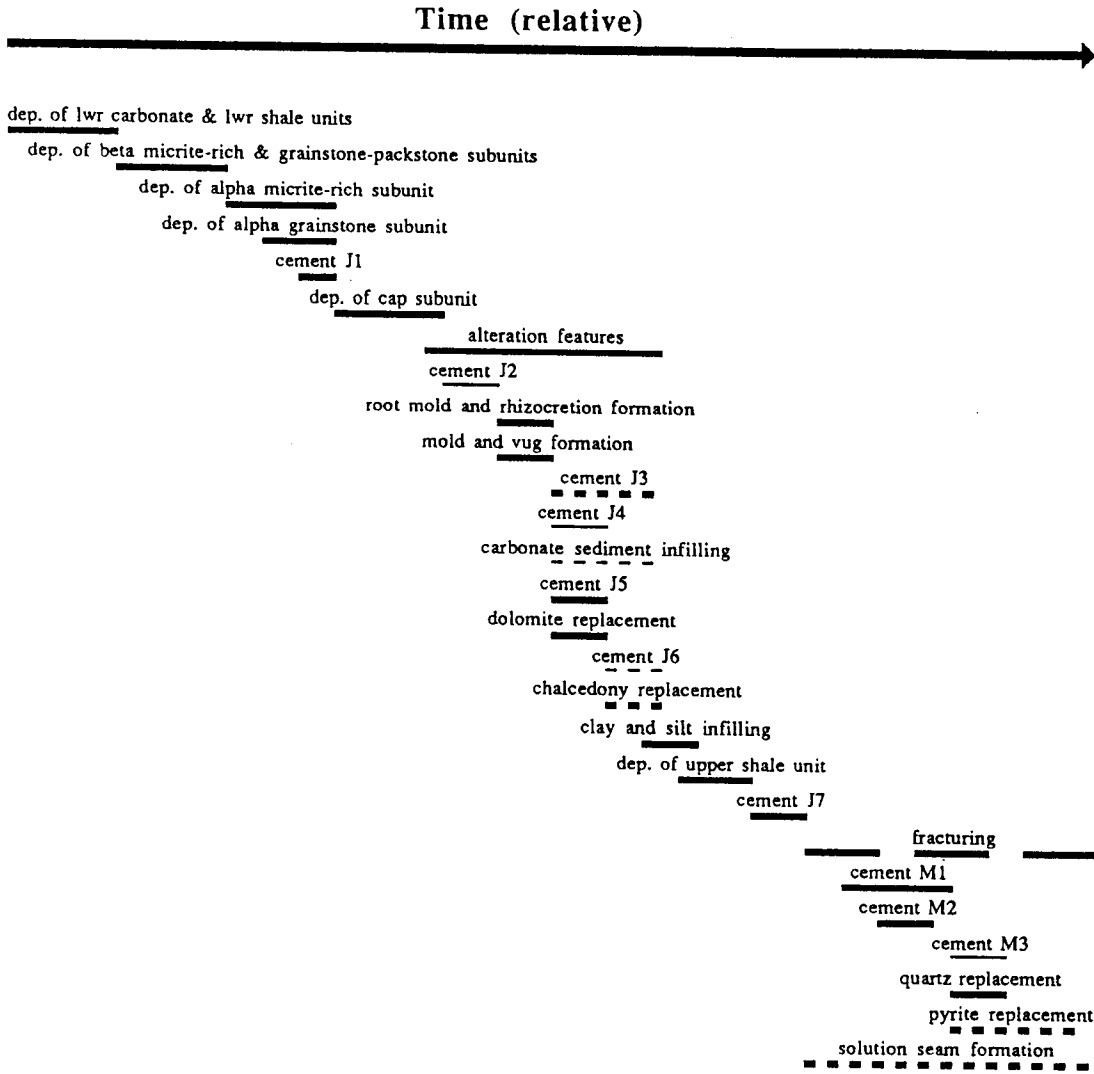 Time (relative)
dep. of lwr carbonate & lwr shale units
dep. of beta micrite-rich & grainstone-packstone subunits
dep. of alpha micrite-rich subunit
dep. of alpha grainstone subunit
cement J1
dep. of cap subunit
alteration features
cement J2
root mold and rhizocretion formation
mold and vug formation
cement J3
cement J4
carbonate sediment infilling
cement J5
dolomite replacement
cement J6
chalcedony replacement
clay and silt infilling
dep. of upper shale unit
cement J7
fracturing
cement M1
cement M2
cement M3
quartz replacement
pyrite replacement
solution seam formation